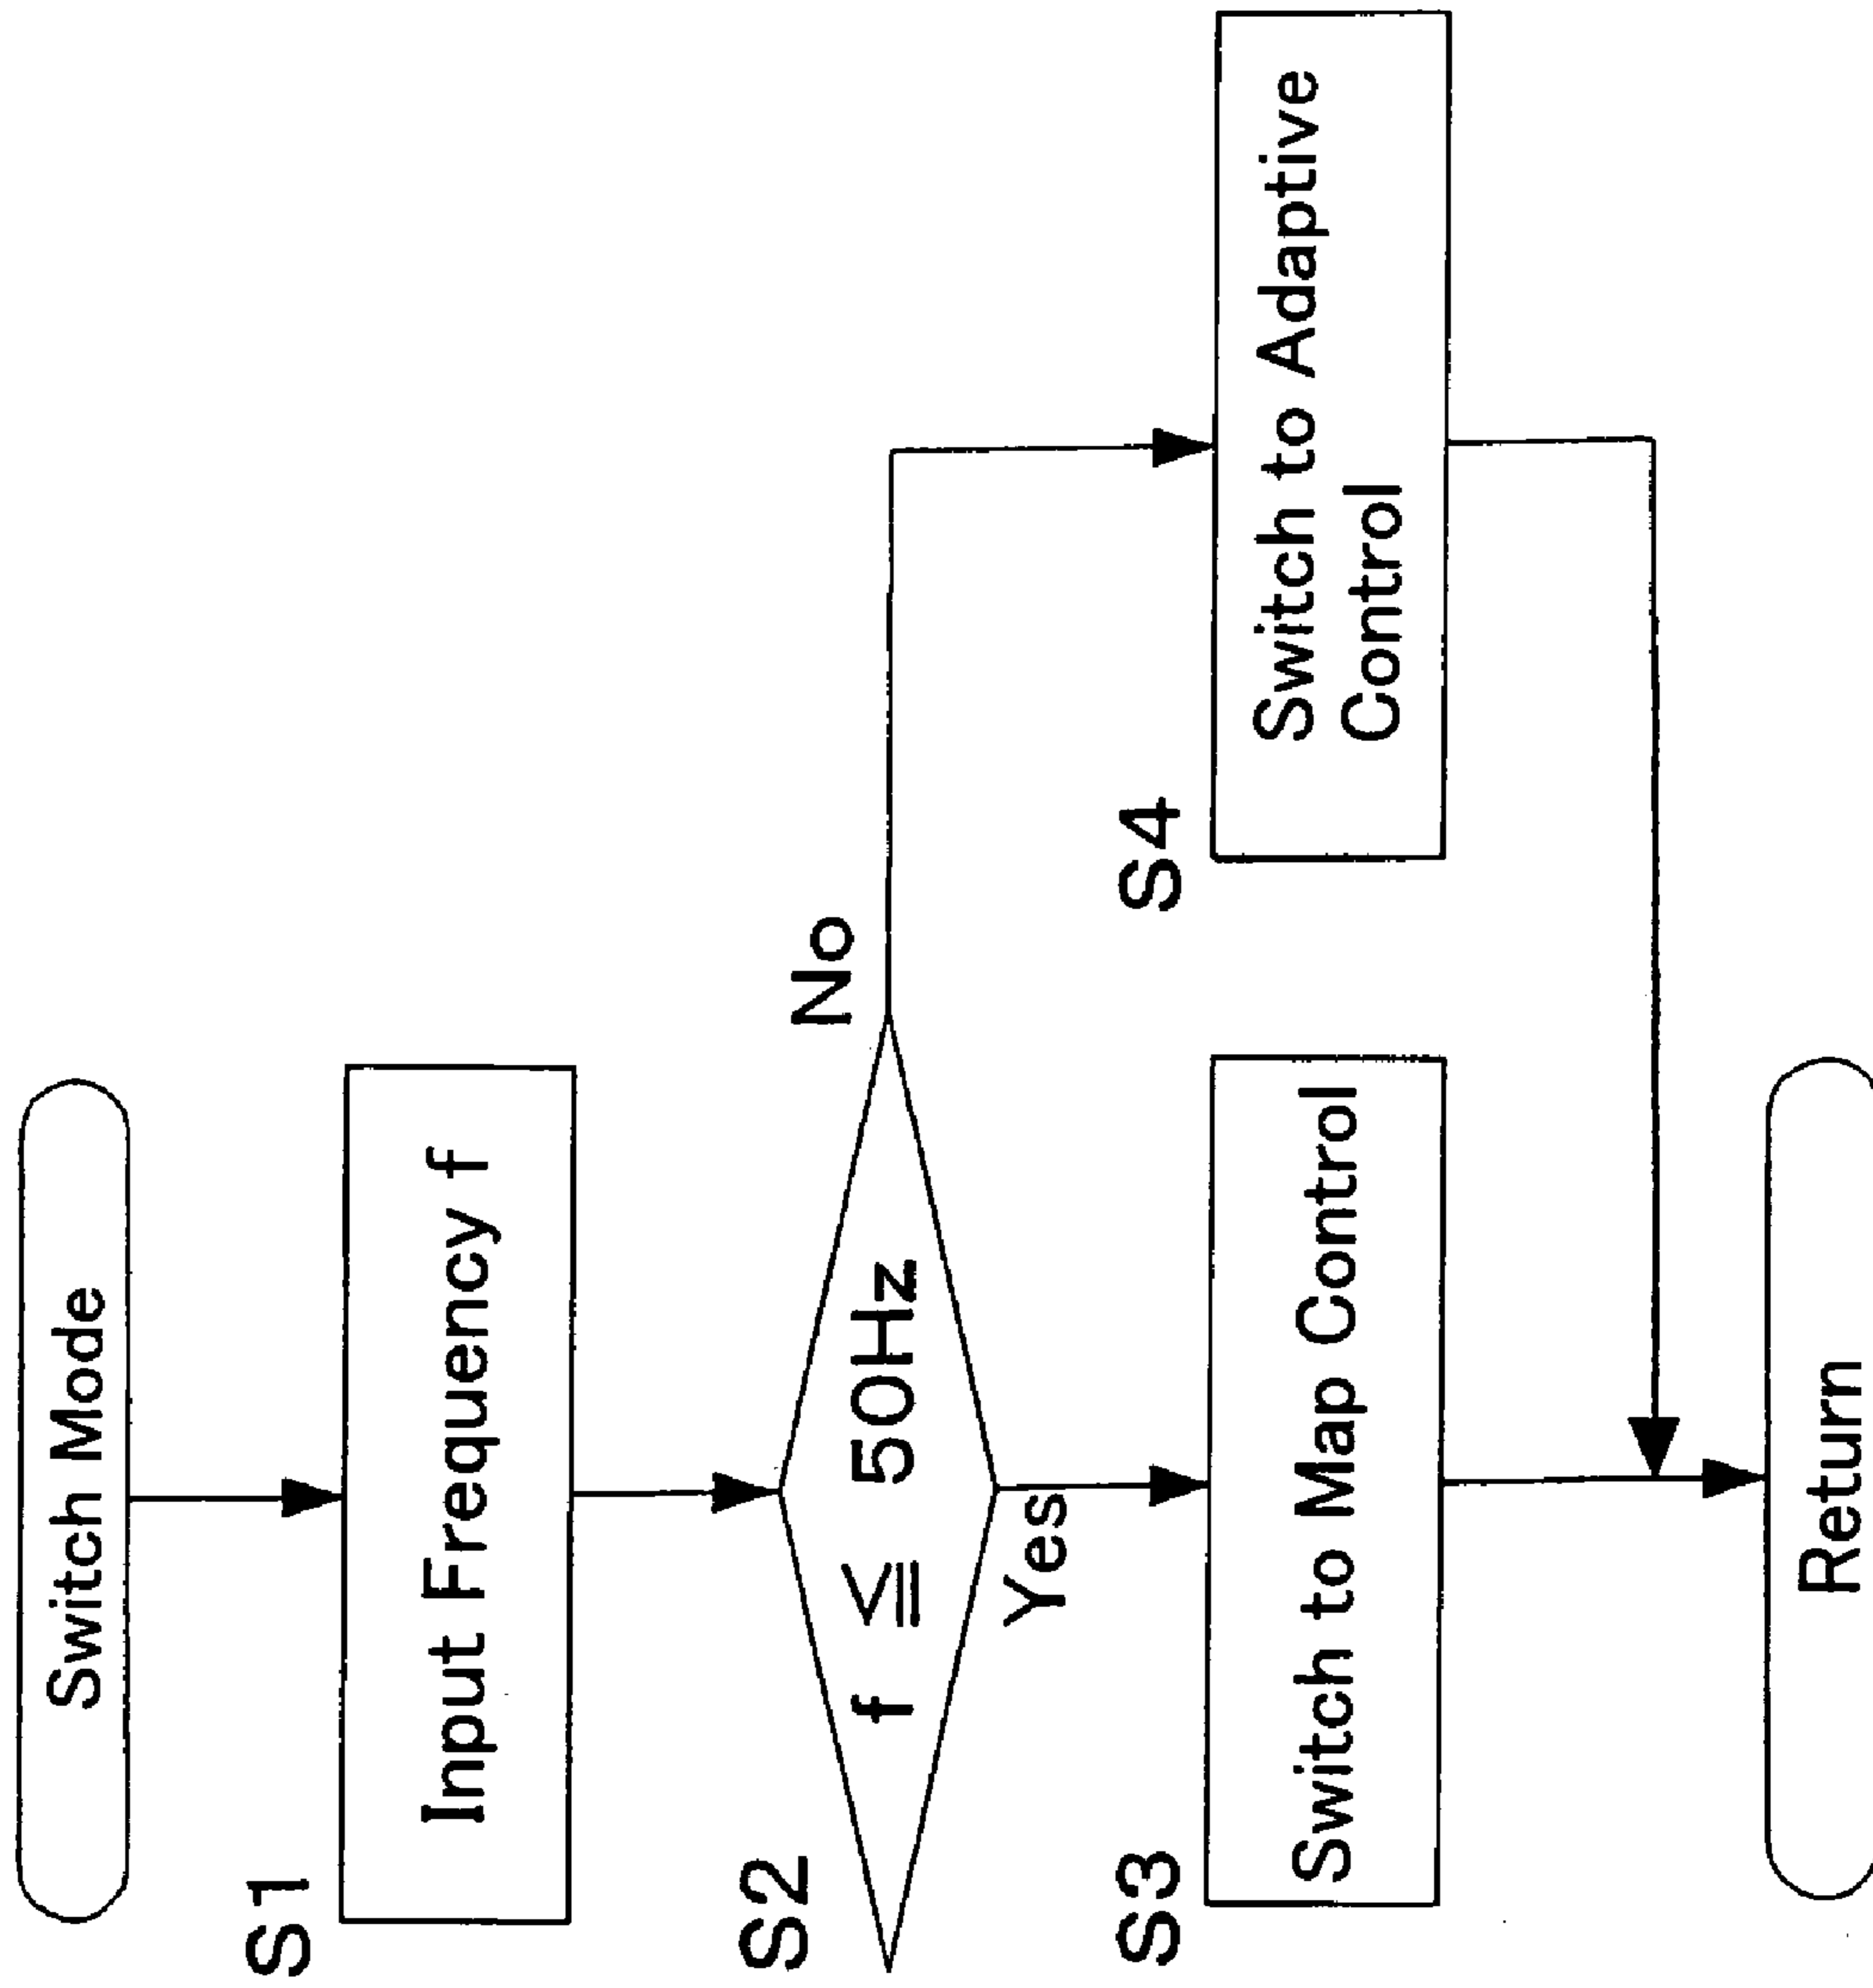 Switch Mode
S1
Input Frequency f
S2
f ≦ 50Hz
No
Yes
S3
Switch to Map Control
S4
Switch to Adaptive
Control
Return